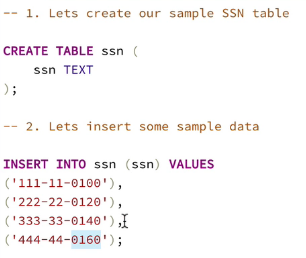 -- 1. Lets create our sample SSN table
CREATE TABLE ssn (
ssn TEXT
);
-- 2. Lets insert some sample data
INSERT INTO ssn (ssn) VALUES
('111-11-0100'),
('222-22-0120'),
('333-33-0140'),
('444-44-0160');